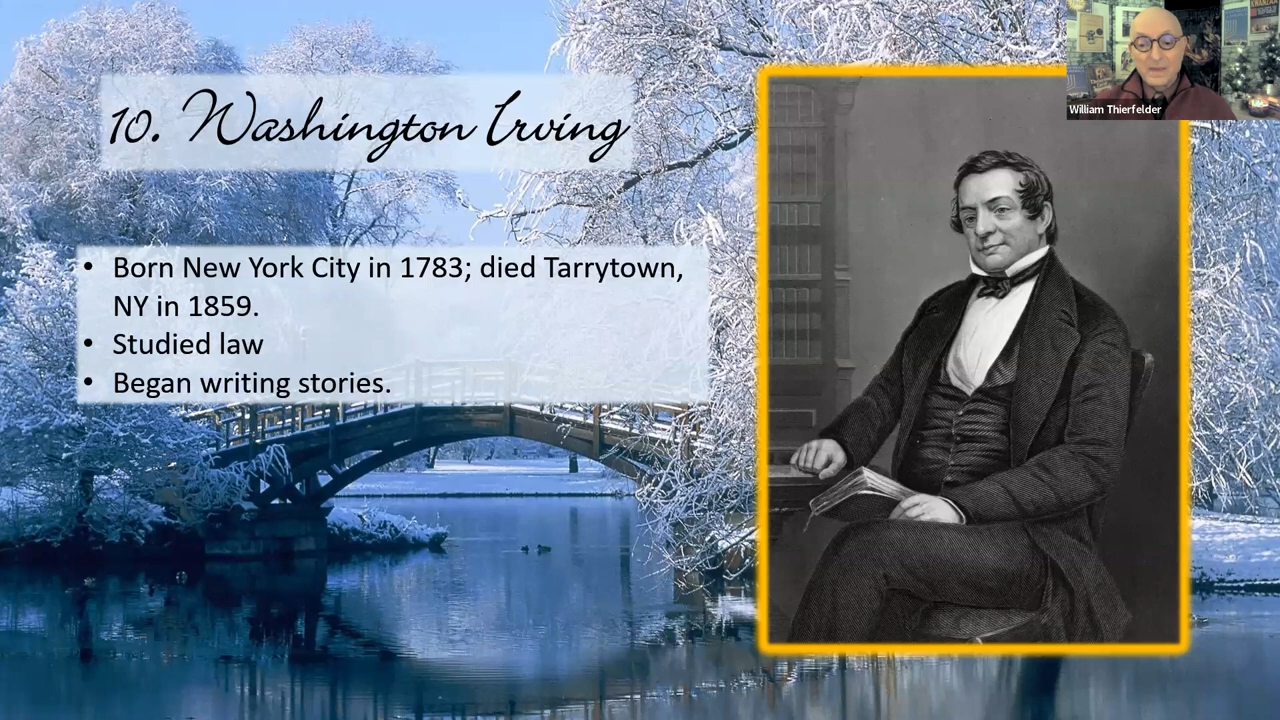 10. Washington Irving
• Born New York City in 1783; died Tarrytown,
NY in 1859.
• Studied law
• Began writing stories.
William Thierfelder